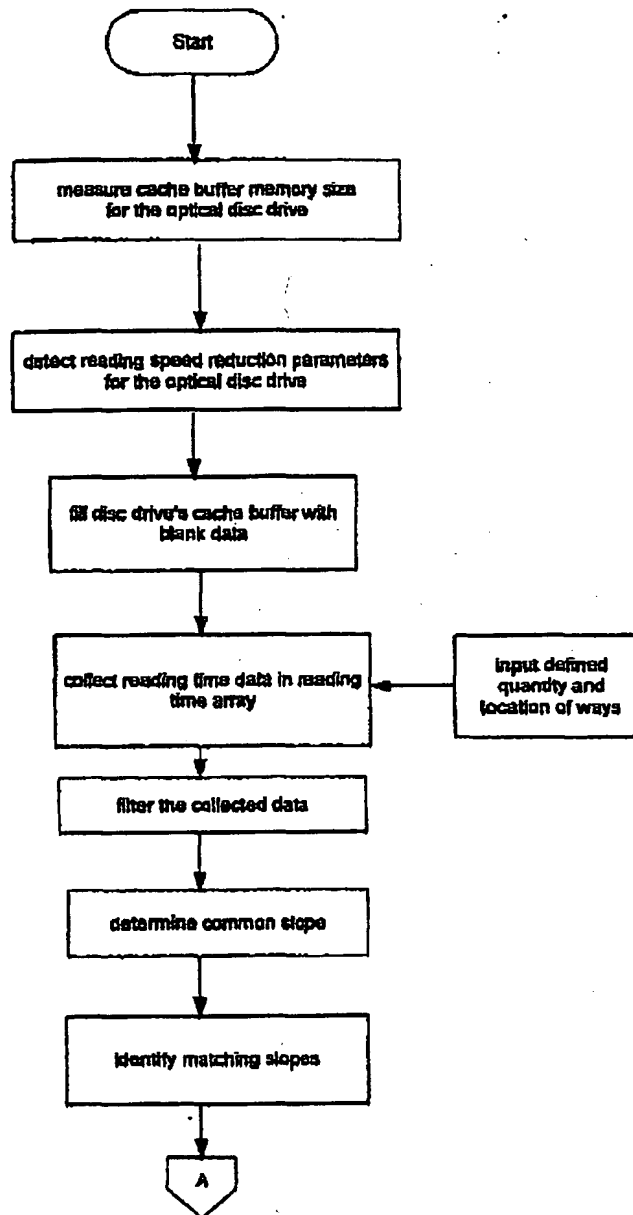 Start
measure cache buffer memory size
for the optical disc drive
detect reading speed reduction parameters
for the optical disc drive
fill disc drive's cache buffer with
blank data
collect reading time data in reading
time array
input defined
quantity and
location of ways
filter the collected data
determine common slope
identify matching slopes
A